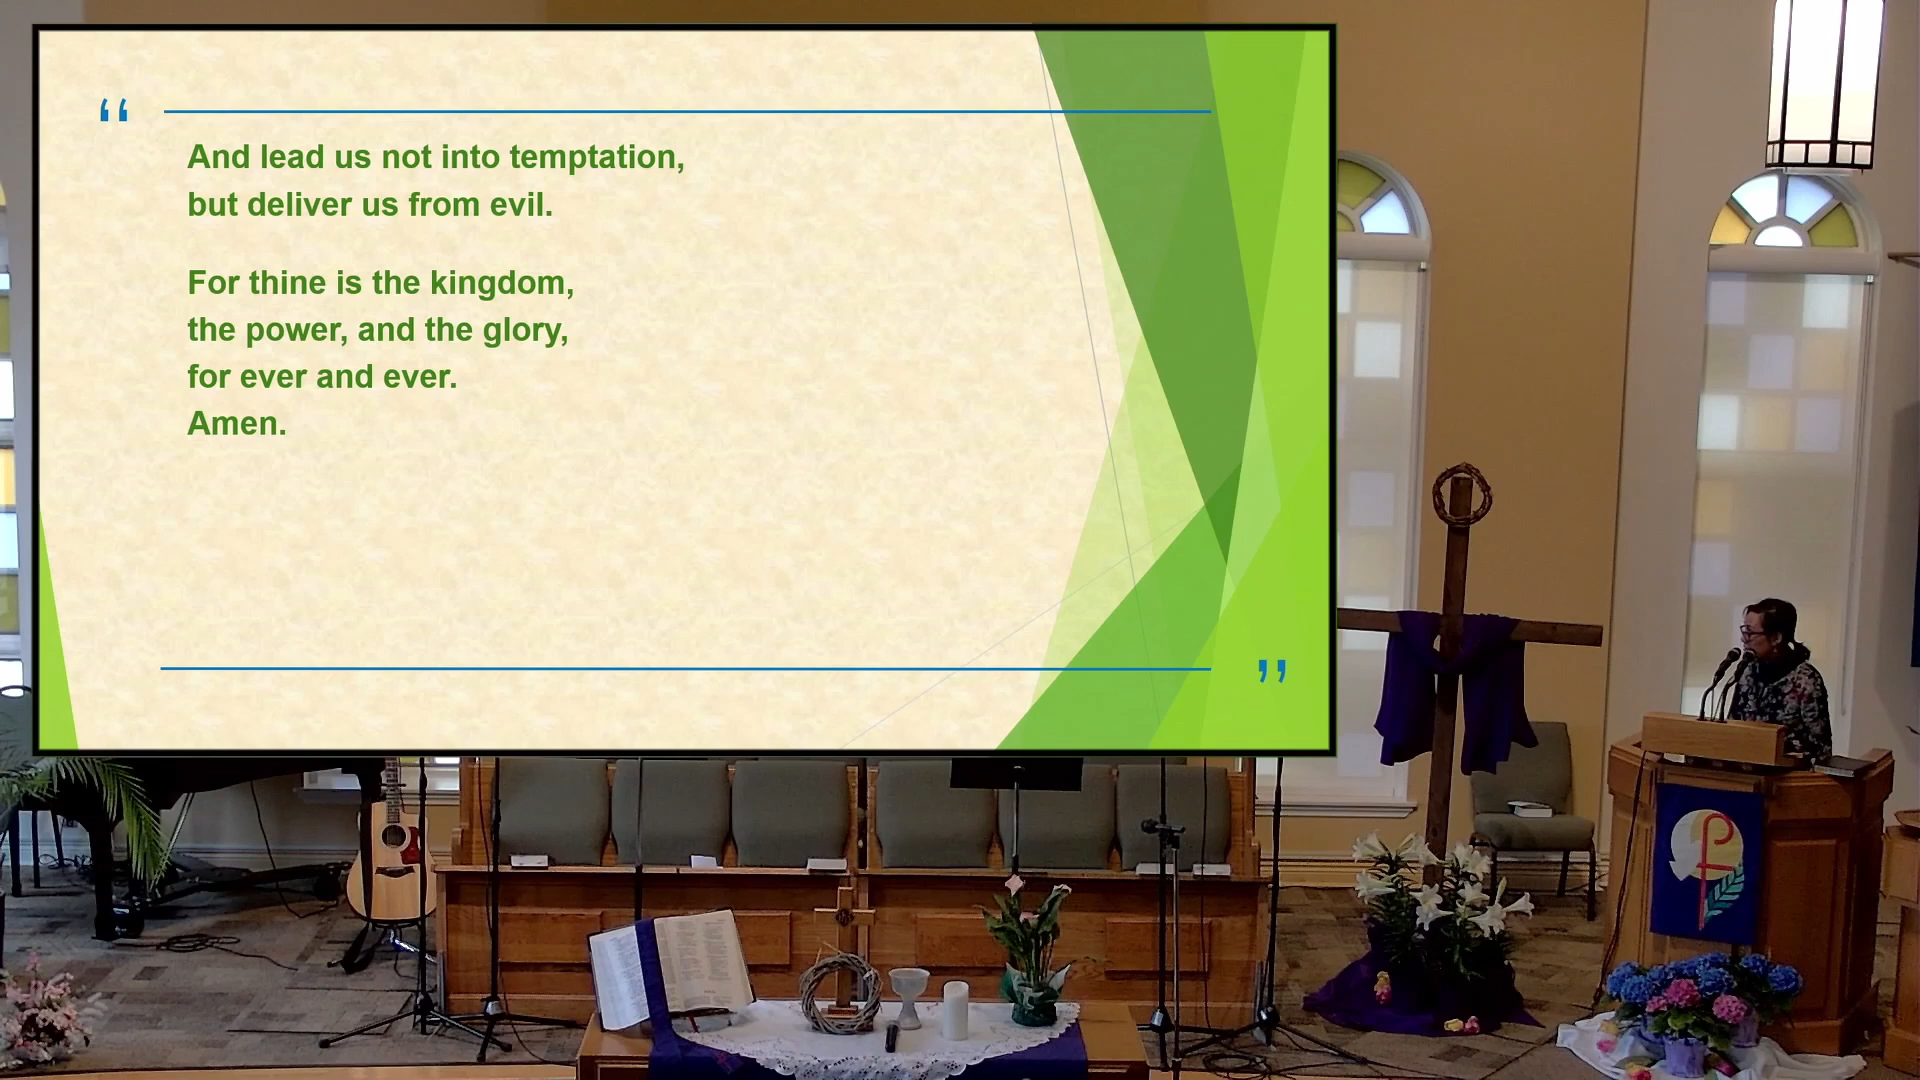 “
And lead us not into temptation,
but deliver us from evil.
For thine is the kingdom,
the power, and the glory,
for ever and ever.
Amen.
”